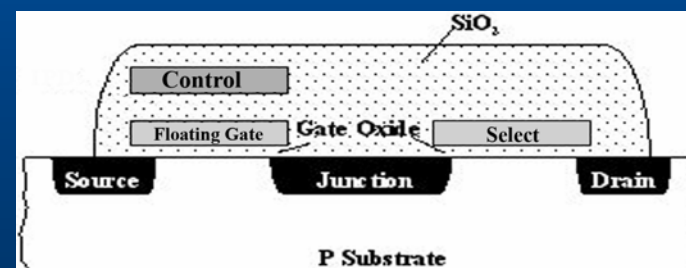 SiO₂
Control
Floating Gate
Gate Oxide
Select
Source
Junction
Drain
P Substrate